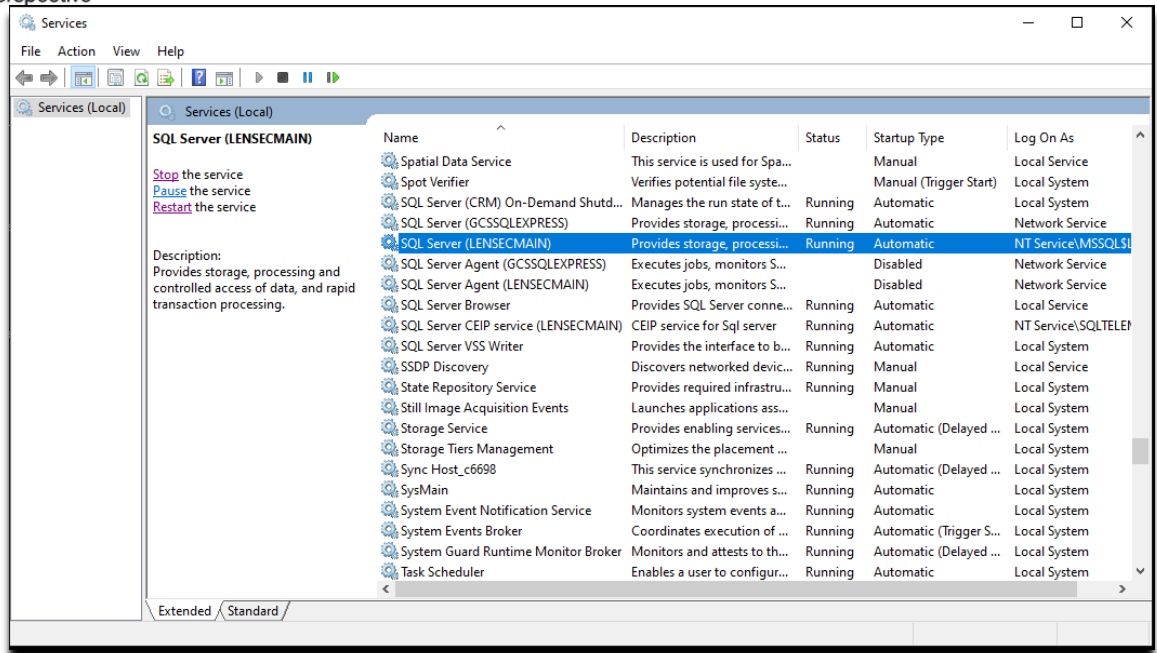 Services
File Action View Help
Services (Local)
Services (Local)
SQL Server (LENSECMAIN)
Stop the service
Pause the service
Restart the service
Description:
Provides storage, processing and
controlled access of data, and rapid
transaction processing.
Name Description Status Startup Type Log On As
Spatial Data Service This service is used for Spa... Manual Local Service
Spot Verifier Verifies potential file syste... Manual (Trigger Start) Local System
SQL Server (CRM) On-Demand Shutd... Manages the run state of t... Running Automatic Local System
SQL Server (GCSSQLEXPRESS) Provides storage, processi... Running Automatic Network Service
SQL Server (LENSECMAIN) Provides storage, processi... Running Automatic NT Service\MSSQL$L
SQL Server Agent (GCSSQLEXPRESS) Executes jobs, monitors S... Disabled Network Service
SQL Server Agent (LENSECMAIN) Executes jobs, monitors S... Disabled Network Service
SQL Server Browser Provides SQL Server conne... Running Automatic Local Service
SQL Server CEIP service (LENSECMAIN) CEIP service for Sql server Running Automatic NT Service\SQLTELEM
SQL Server VSS Writer Provides the interface to b... Running Automatic Local System
SSDP Discovery Discovers networked devic... Running Manual Local Service
State Repository Service Provides required infrastru... Running Manual Local System
Still Image Acquisition Events Launches applications ass... Manual Local System
Storage Service Provides enabling services... Running Automatic (Delayed ... Local System
Storage Tiers Management Optimizes the placement ... Manual Local System
Sync Host_c6698 This service synchronizes ... Running Automatic (Delayed ... Local System
SysMain Maintains and improves s... Running Automatic Local System
System Event Notification Service Monitors system events a... Running Automatic Local System
System Events Broker Coordinates execution of ... Running Automatic (Trigger S... Local System
System Guard Runtime Monitor Broker Monitors and attests to th... Running Automatic (Delayed ... Local System
Task Scheduler Enables a user to configur... Running Automatic Local System
Extended Standard